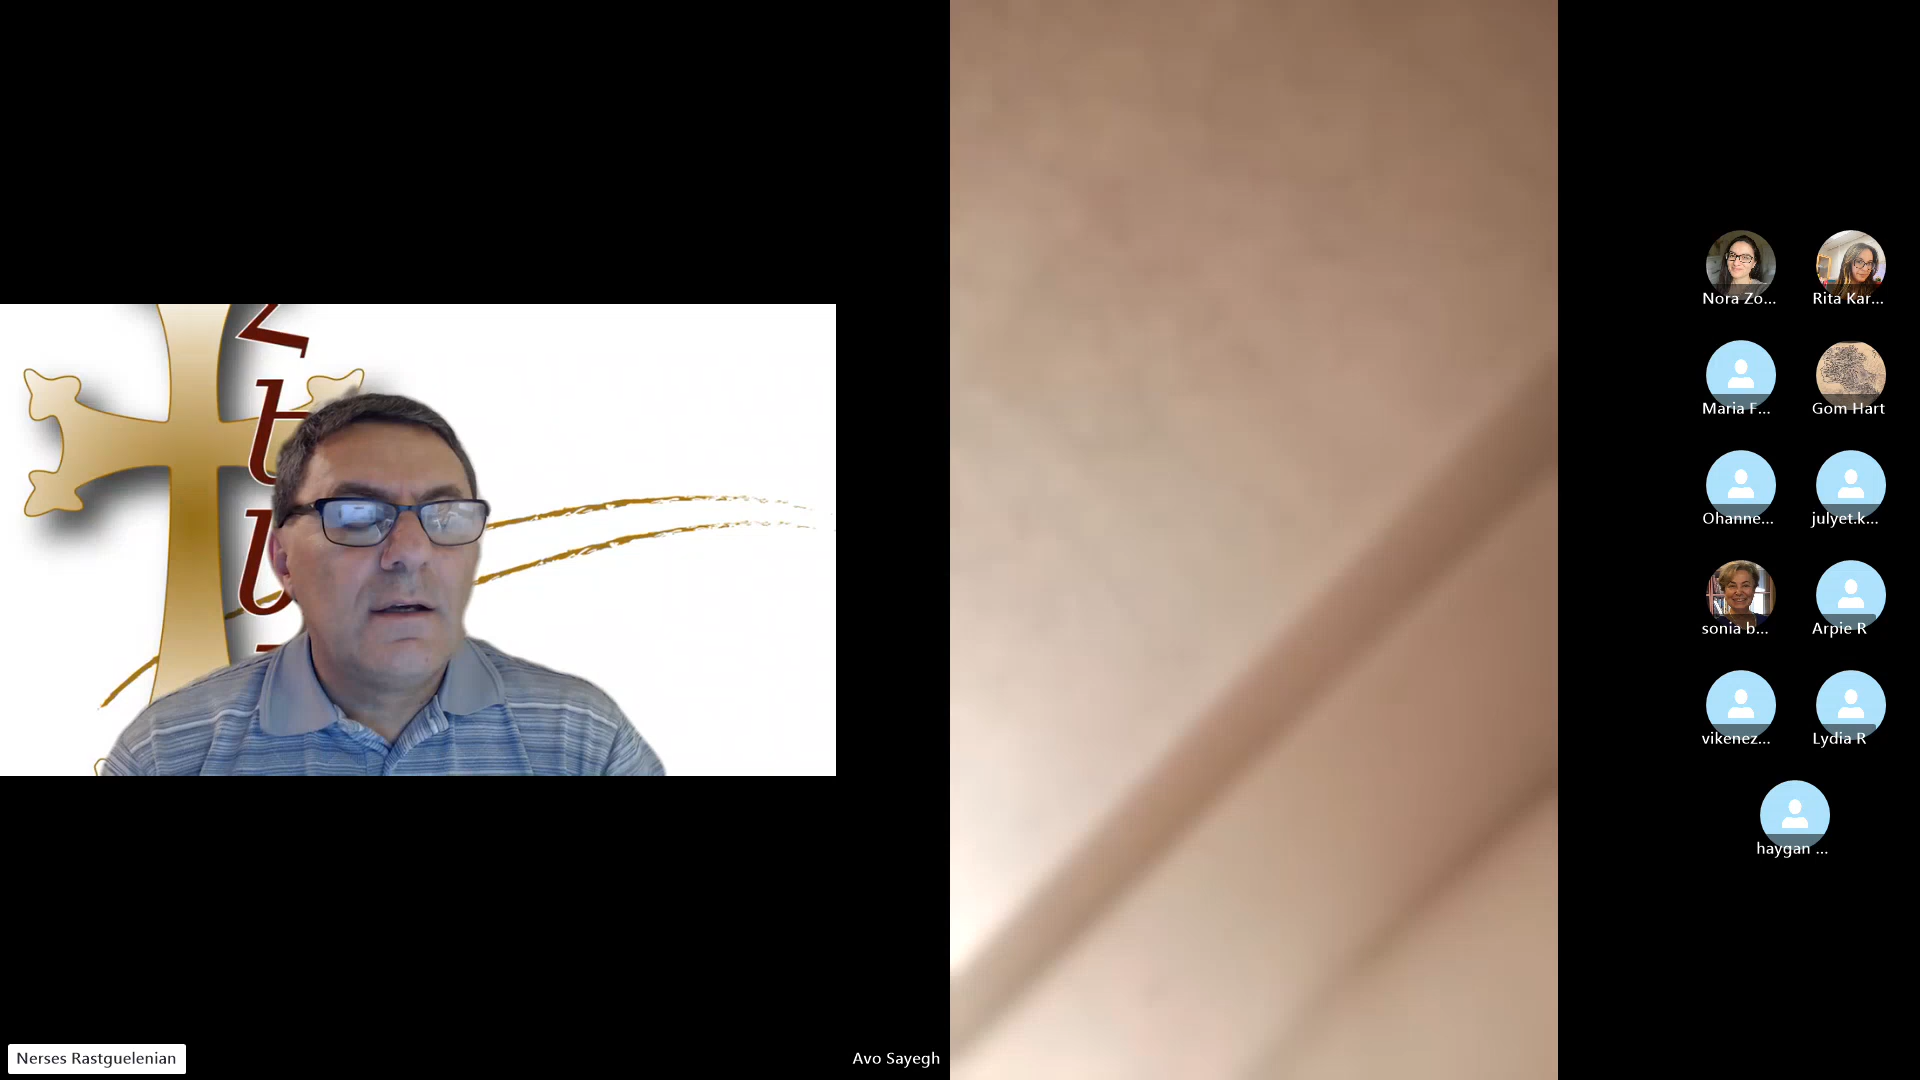 Nora Zo...
Rita Kar...
Maria F...
Gom Hart
Ohanne...
julyet.k...
sonia b...
Arpie R
vikenez...
Lydia R
haygan ...
Nerses Rastguelenian
Avo Sayegh